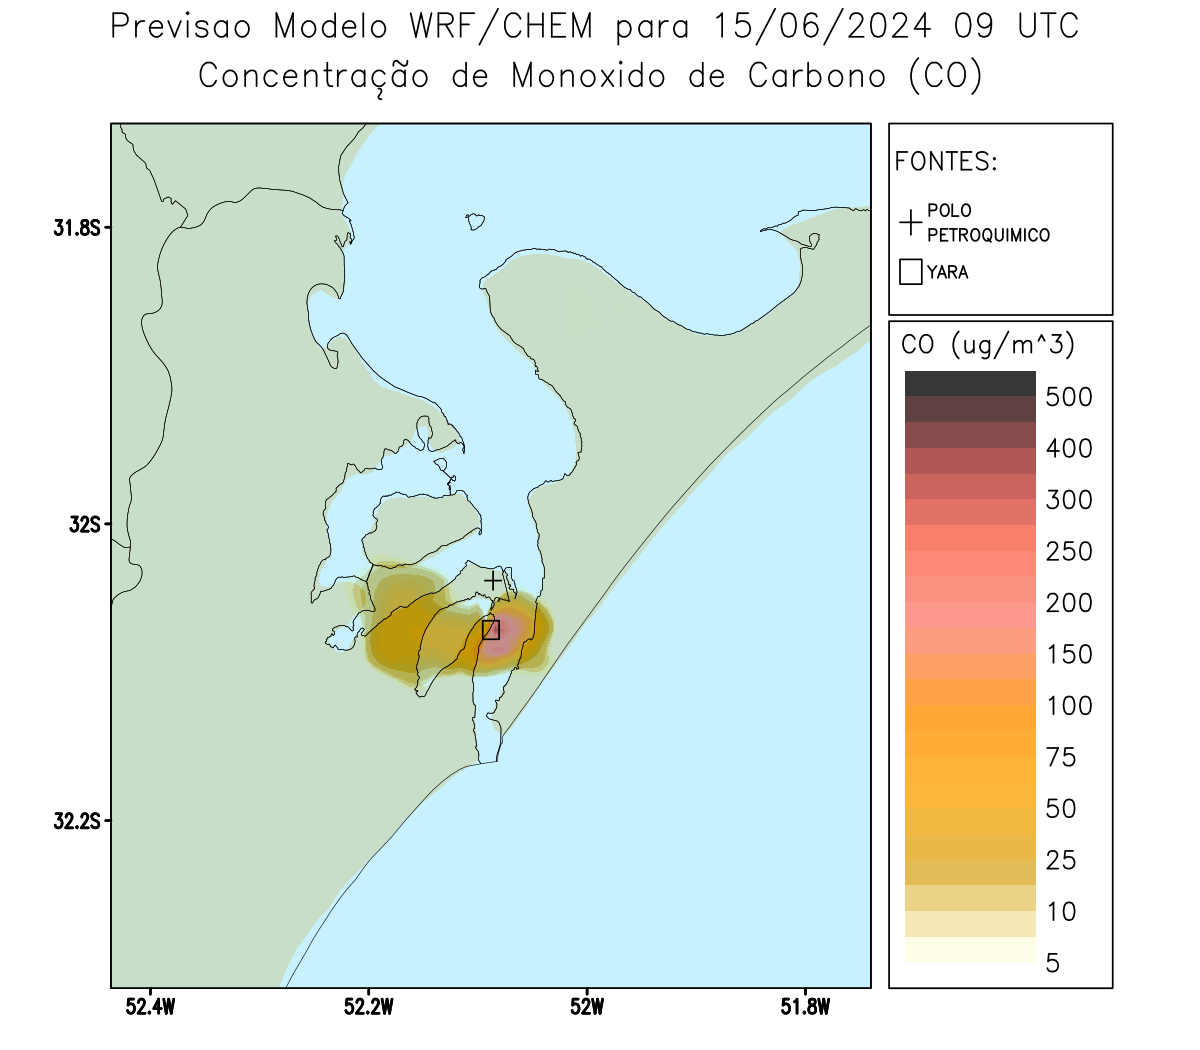 Previsao Modelo WRF/CHEM para 15/06/2024 09 UTC
Concentração de Monoxido de Carbono (CO)
FONTES:
POLO
PETROQUIMICO
YARA
CO (ug/m^3)
500
400
300
250
200
150
100
75
50
25
10
5
31.8S
32S
32.2S
52.4W
52.2W
52W
51.8W